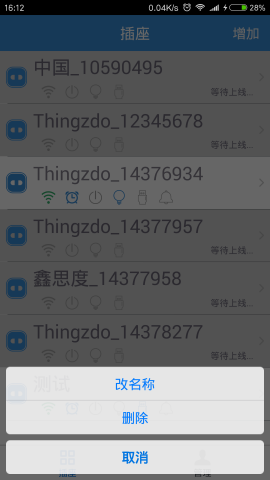 16:12 0.04K/s 28%
插座 增加
中国_10590495
等待上线...
Thingzdo_12345678
等待上线...
Thingzdo_14376934
Thingzdo_14377957
等待上线...
鑫思度_14377958
等待上线...
Thingzdo_14378277
等待上线...
测试
改名称
删除
取消
插座 管理